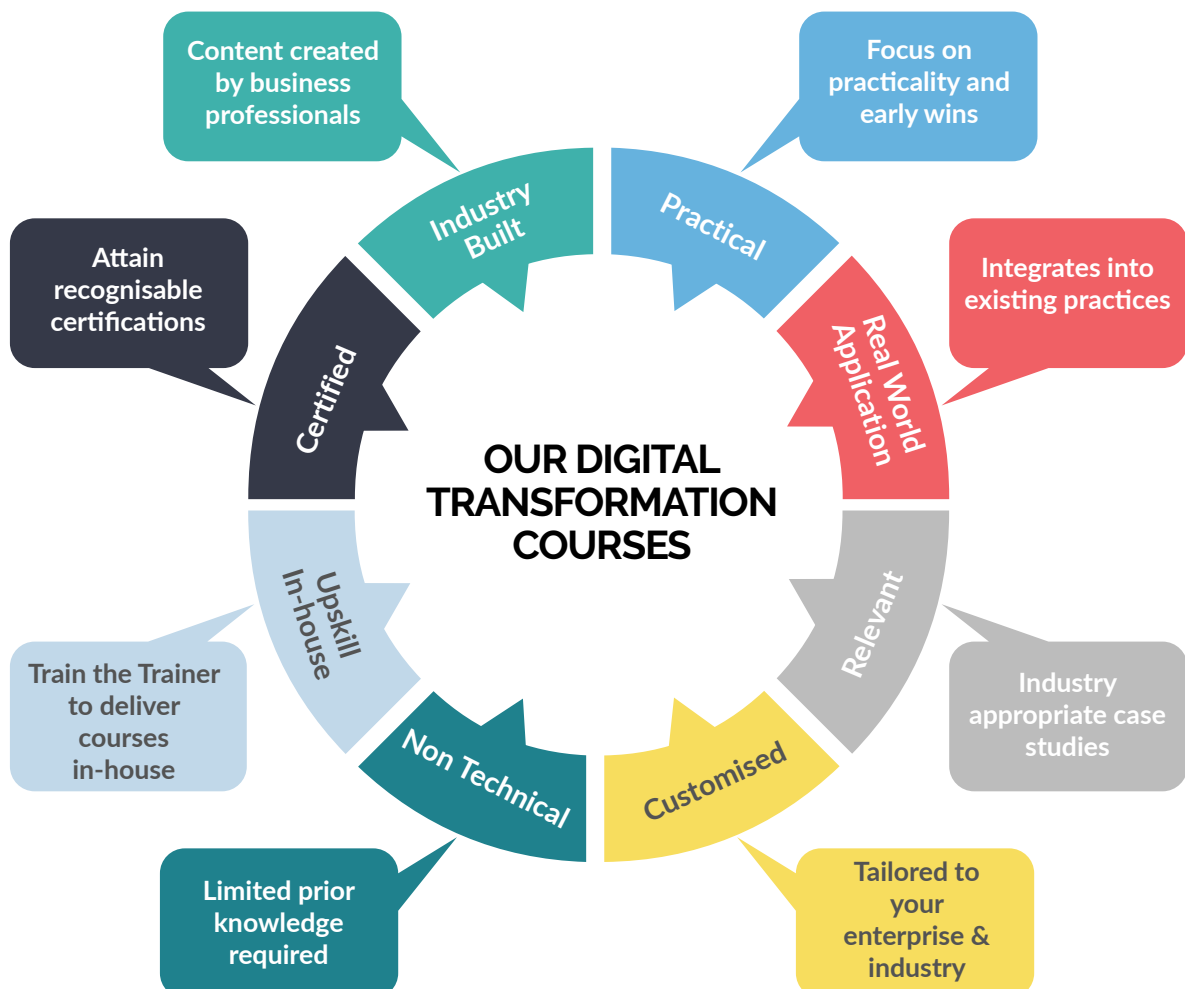 Content created
by business
professionals
Focus on
practicality and
early wins
Industry
Built
Practical
Attain
recognisable
certifications
Integrates into
existing practices
Certified
Real World
Application
OUR DIGITAL
TRANSFORMATION
COURSES
Upskill
In-house
Relevant
Train the Trainer
to deliver
courses
in-house
Industry
appropriate case
studies
Non Technical
Customised
Limited prior
knowledge
required
Tailored to
your
enterprise &
industry